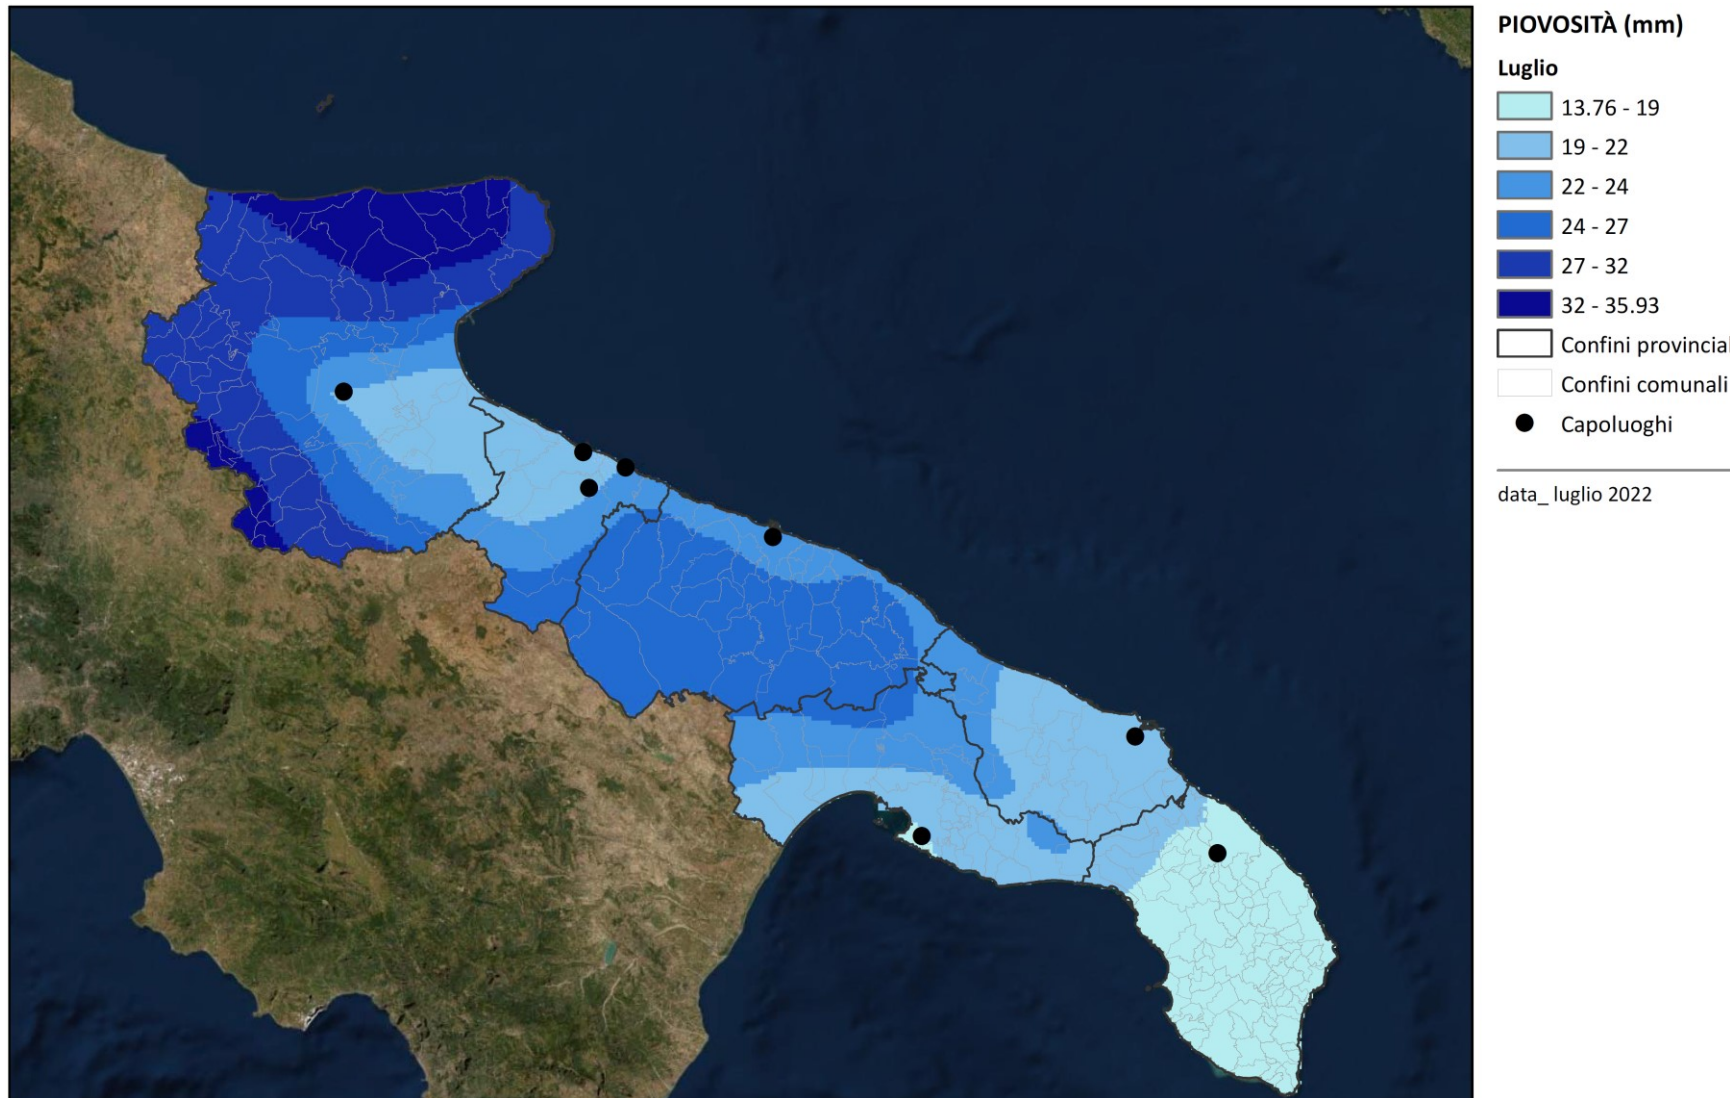 PIOVOSITÀ (mm)
Luglio
13.76 - 19
19 - 22
22 - 24
24 - 27
27 - 32
32 - 35.93
Confini provincial
Confini comunali
Capoluoghi
data_ luglio 2022